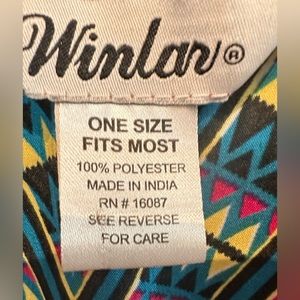 Winlar®
ONE SIZE
FITS MOST
100% POLYESTER
MADE IN INDIA
RN # 16087
SEE REVERSE
FOR CARE